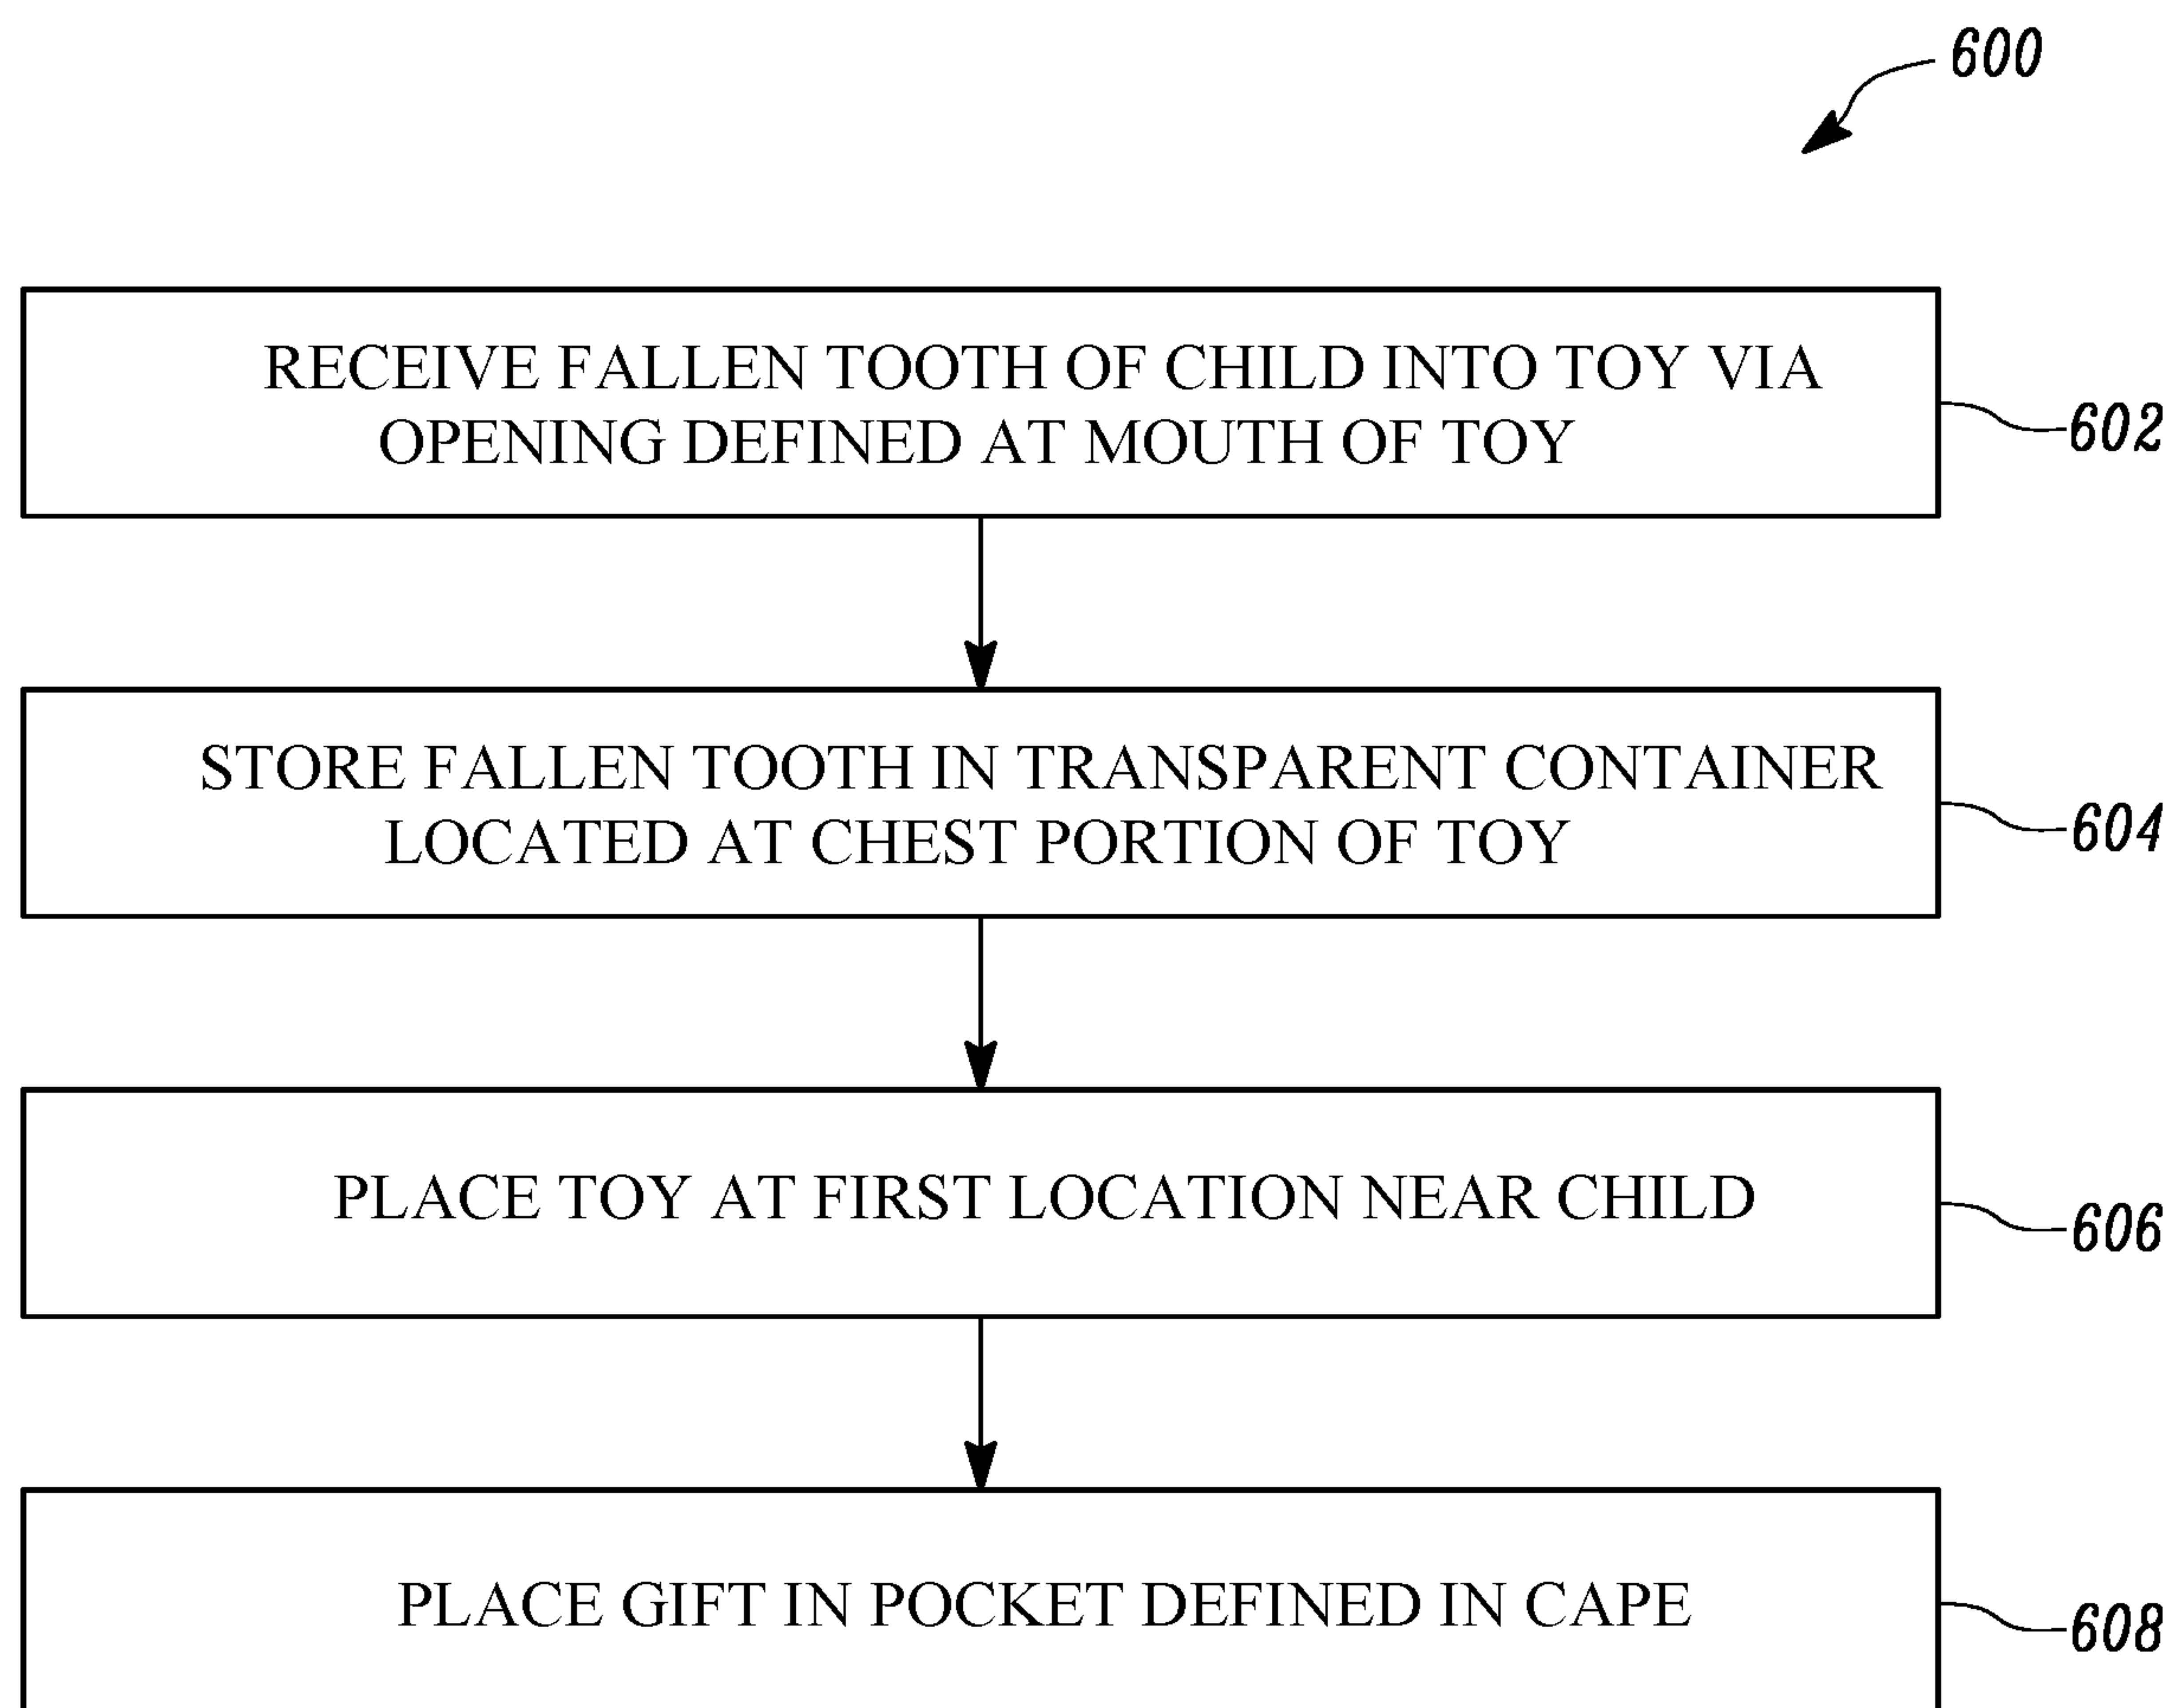 600
RECEIVE FALLEN TOOTH OF CHILD INTO TOY VIA
OPENING DEFINED AT MOUTH OF TOY
602
STORE FALLEN TOOTH IN TRANSPARENT CONTAINER
LOCATED AT CHEST PORTION OF TOY
604
PLACE TOY AT FIRST LOCATION NEAR CHILD
606
PLACE GIFT IN POCKET DEFINED IN CAPE
608